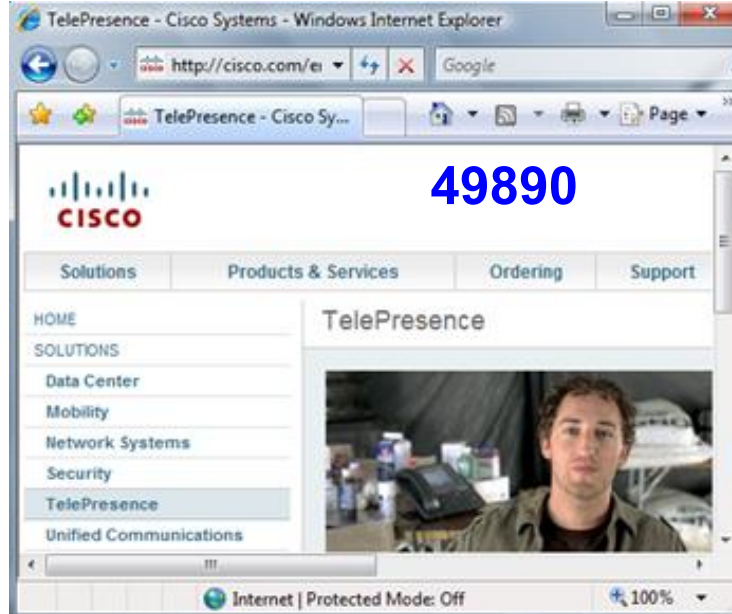 TelePresence - Cisco Systems - Windows Internet Explorer
http://cisco.com/ei
Google
TelePresence - Cisco Sy...
Page
CISCO
49890
Solutions
Products & Services
Ordering
Support
HOME
TelePresence
SOLUTIONS
Data Center
Mobility
Network Systems
Security
TelePresence
Unified Communications
Internet | Protected Mode: Off
100%